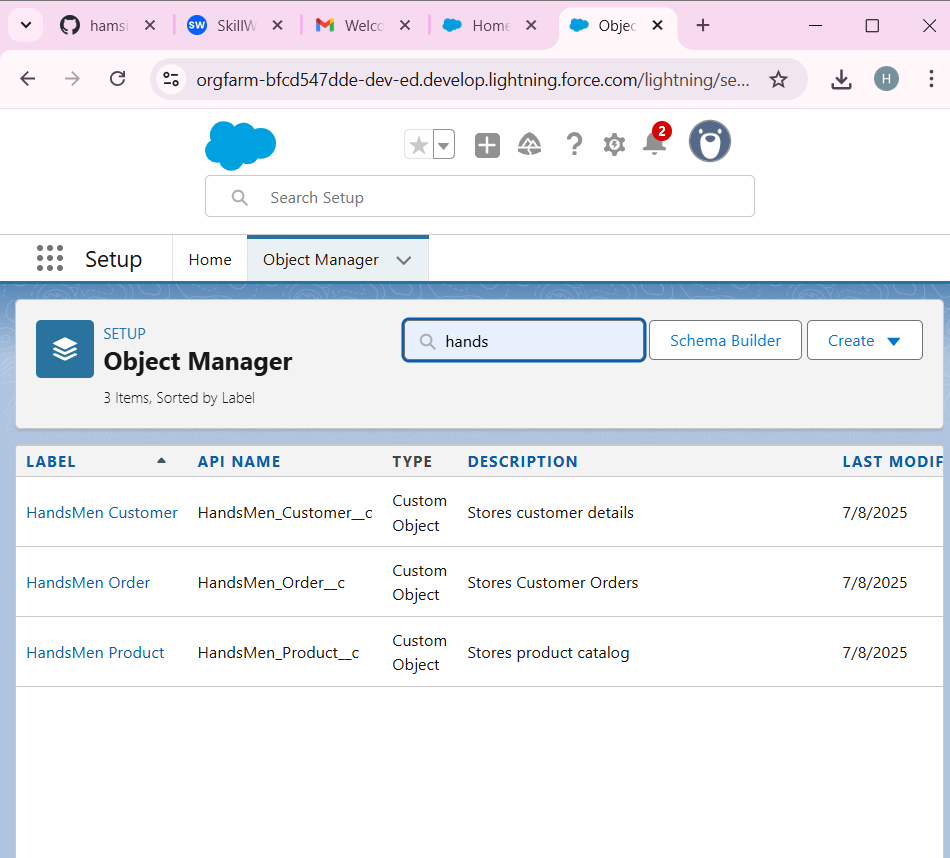 hamsi
SW
SkillW
Welco
Home
Objec
orgfarm-bfcd547dde-dev-ed.develop.lightning.force.com/lightning/se...
H
2
Search Setup
Setup
Home
Object Manager
SETUP
Object Manager
3 Items, Sorted by Label
hands
Schema Builder
Create
LABEL API NAME TYPE DESCRIPTION LAST MODIF
HandsMen Customer HandsMen_Customer__c Custom Object Stores customer details 7/8/2025
HandsMen Order HandsMen_Order__c Custom Object Stores Customer Orders 7/8/2025
HandsMen Product HandsMen_Product__c Custom Object Stores product catalog 7/8/2025